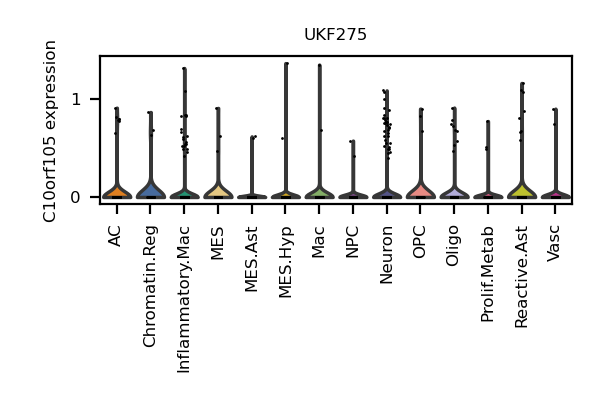 UKF275
C10orf105 expression
1
0
AC
Chromatin.Reg
Inflammatory.Mac
MES
MES.Ast
MES.Hyp
Mac
NPC
Neuron
OPC
Oligo
Prolif.Metab
Reactive.Ast
Vasc